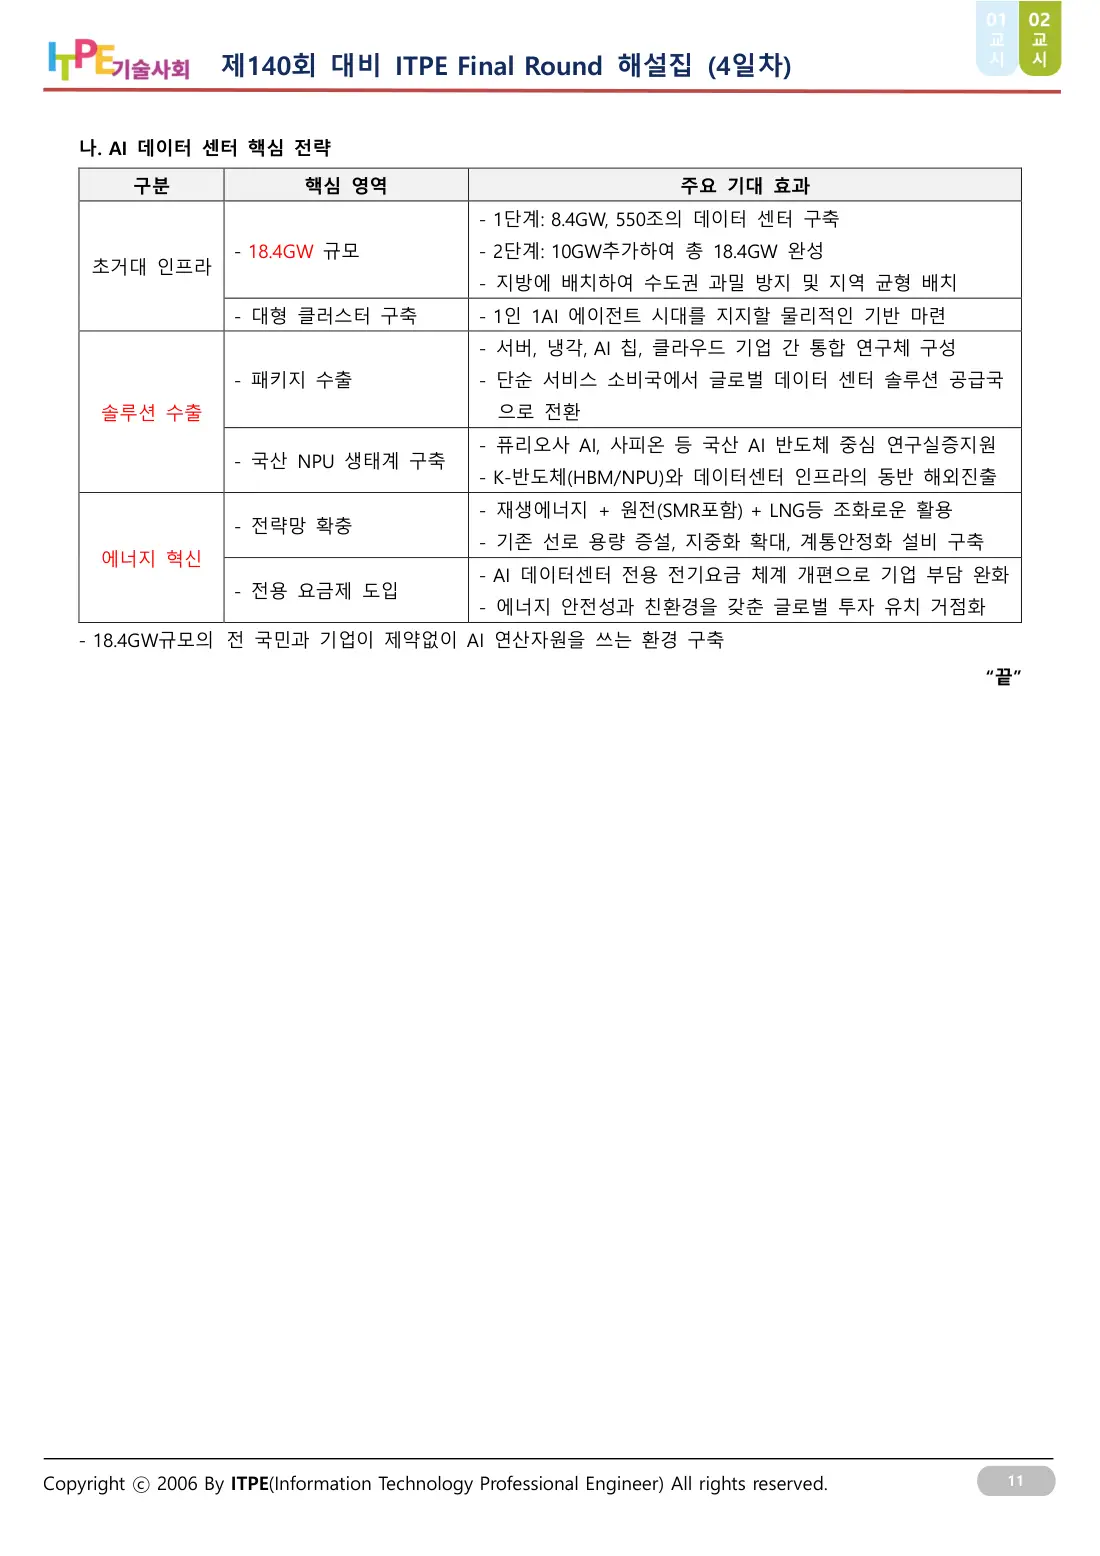 ITPE기술사회
제140회 대비 ITPE Final Round 해설집 (4일차)
01
교
시
02
교
시
나. AI 데이터 센터 핵심 전략
구분 핵심 영역 주요 기대 효과
초거대 인프라
- 18.4GW 규모
- 1단계: 8.4GW, 550조의 데이터 센터 구축
- 2단계: 10GW추가하여 총 18.4GW 완성
- 지방에 배치하여 수도권 과밀 방지 및 지역 균형 배치
- 대형 클러스터 구축
- 1인 1AI 에이전트 시대를 지지할 물리적인 기반 마련
솔루션 수출
- 패키지 수출
- 서버, 냉각, AI 칩, 클라우드 기업 간 통합 연구체 구성
- 단순 서비스 소비국에서 글로벌 데이터 센터 솔루션 공급국
으로 전환
- 국산 NPU 생태계 구축
- 퓨리오사 AI, 사피온 등 국산 AI 반도체 중심 연구실증지원
- K-반도체(HBM/NPU)와 데이터센터 인프라의 동반 해외진출
에너지 혁신
- 전략망 확충
- 재생에너지 + 원전(SMR포함) + LNG등 조화로운 활용
- 기존 선로 용량 증설, 지중화 확대, 계통안정화 설비 구축
- 전용 요금제 도입
- AI 데이터센터 전용 전기요금 체계 개편으로 기업 부담 완화
- 에너지 안전성과 친환경을 갖춘 글로벌 투자 유치 거점화
- 18.4GW규모의 전 국민과 기업이 제약없이 AI 연산자원을 쓰는 환경 구축
“끝”
Copyright ⓒ 2006 By ITPE(Information Technology Professional Engineer) All rights reserved.
11